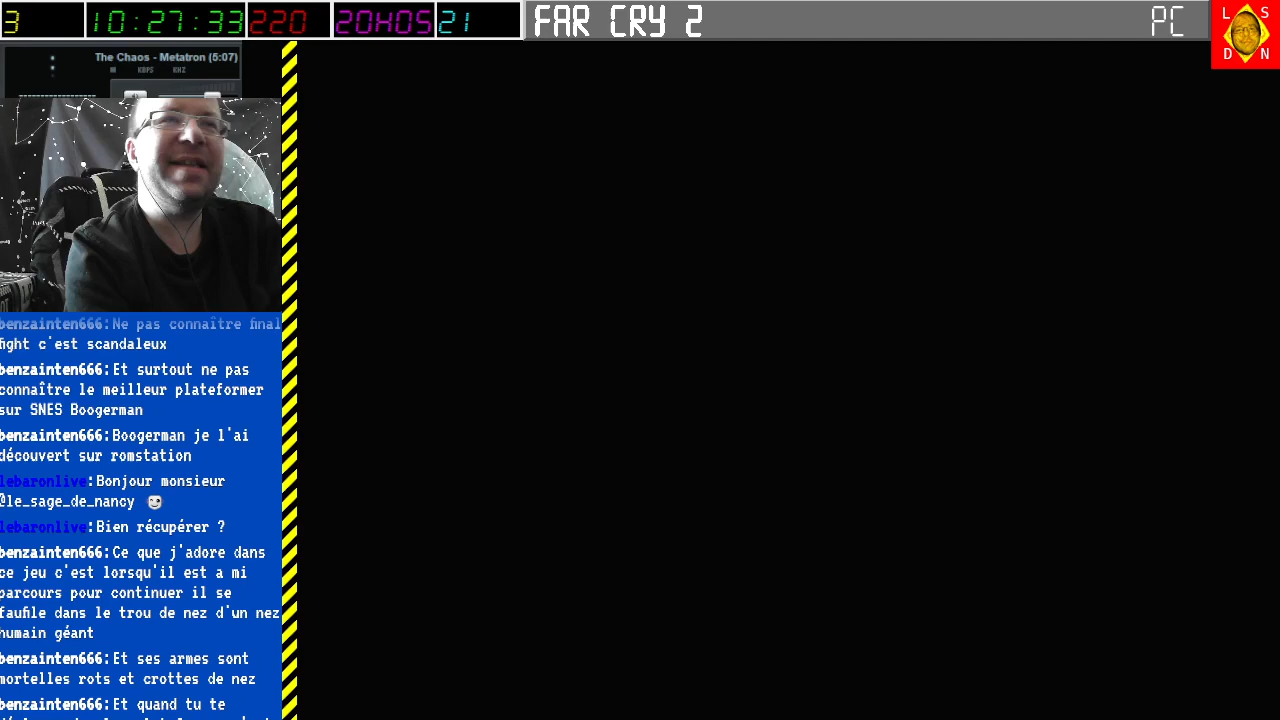 3 10:27:33 220 20H05 21 FAR CRY 2 PC
L S
D N
The Chaos - Metatron (5:07)
KBPS KHZ
benzainten666:Ne pas connaître final
fight c'est scandaleux
benzainten666:Et surtout ne pas
connaître le meilleur plateformer
sur SNES Boogerman
benzainten666:Boogerman je l'ai
découvert sur romstation
lebaronlive:Bonjour monsieur
@le_sage_de_nancy
lebaronlive:Bien récupérer ?
benzainten666:Ce que j'adore dans
ce jeu c'est lorsqu'il est a mi
parcours pour continuer il se
faufile dans le trou de nez d'un nez
humain géant
benzainten666:Et ses armes sont
mortelles rots et crottes de nez
benzainten666:Et quand tu te